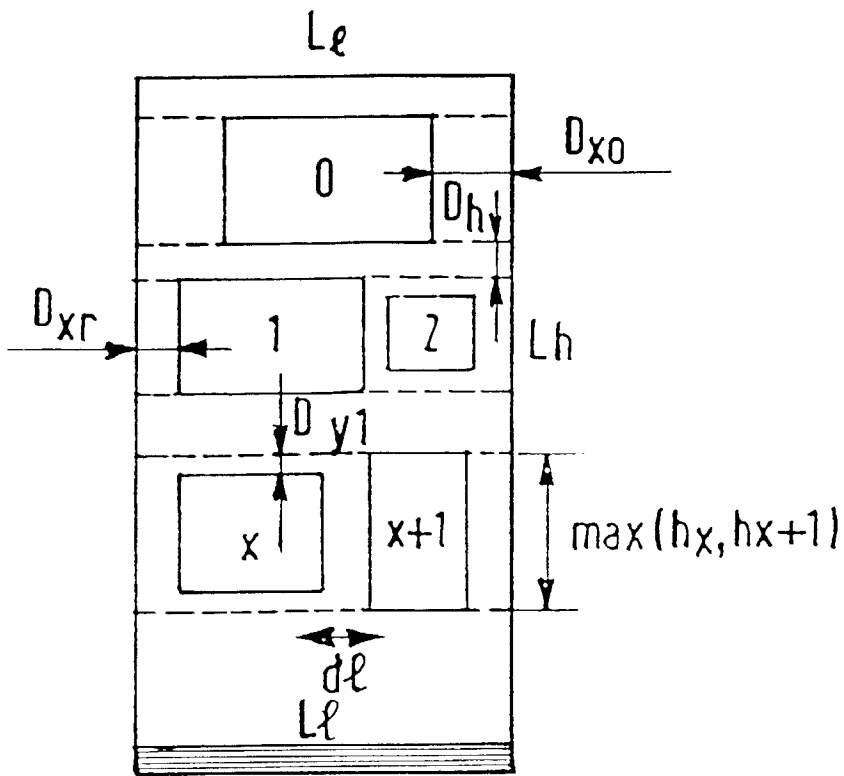 Lℓ
Dxo
0
Dh
Dxr
1
2
Lh
Dy1
x
x+1
max(hx,hx+1)
dℓ
Lℓ